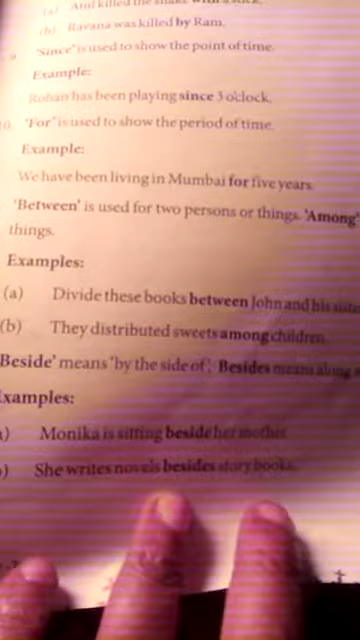 (a) Atul killed the snake with a stick.
(b) Ravana was killed by Ram.
9. 'Since' is used to show the point of time.
Example:
Rohan has been playing since 3 o'clock.
10. 'For' is used to show the period of time.
Example:
We have been living in Mumbai for five years.
'Between' is used for two persons or things. 'Among'
things.
Examples:
(a) Divide these books between John and his sister
(b) They distributed sweets among children.
Beside' means 'by the side of'. Besides means along
xamples:
) Monika is sitting beside her mother
) She writes novels besides story books.